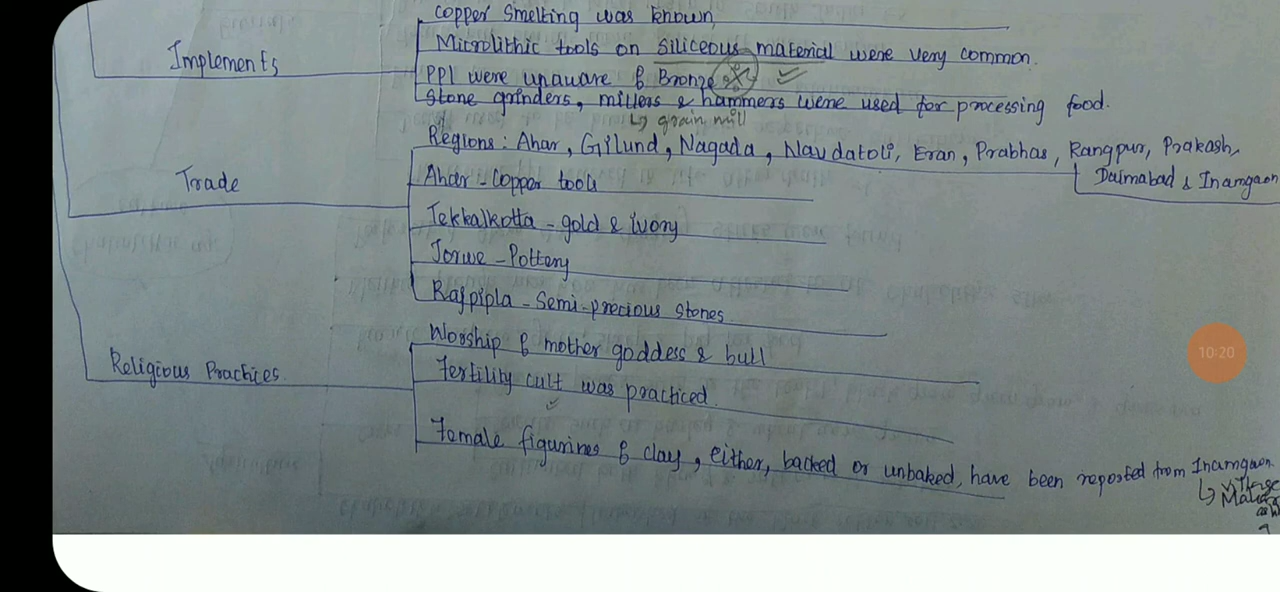 Copper smelting was known,
Implements
Microlithic tools on siliceous material were very common.
PPl were unaware of Bronze
Stone grinders, millers & hammers were used for processing food.
↳ grain mill
Regions : Ahar, Gilund, Nagada, Navdatoli, Eran, Prabhas, Rangpur, Prakash,
Daimabad & Inamgaon
Trade
Ahar - Copper tools
Tekkalkotta - gold & ivory
Jorwe - Pottery
Rajpipla - Semi-precious stones.
Religious Practices.
Worship of mother goddess & bull
Fertility cult was practiced.
Female figurines of clay, either, backed or unbaked, have been reported from Inamgaon.
↳ village
10:20